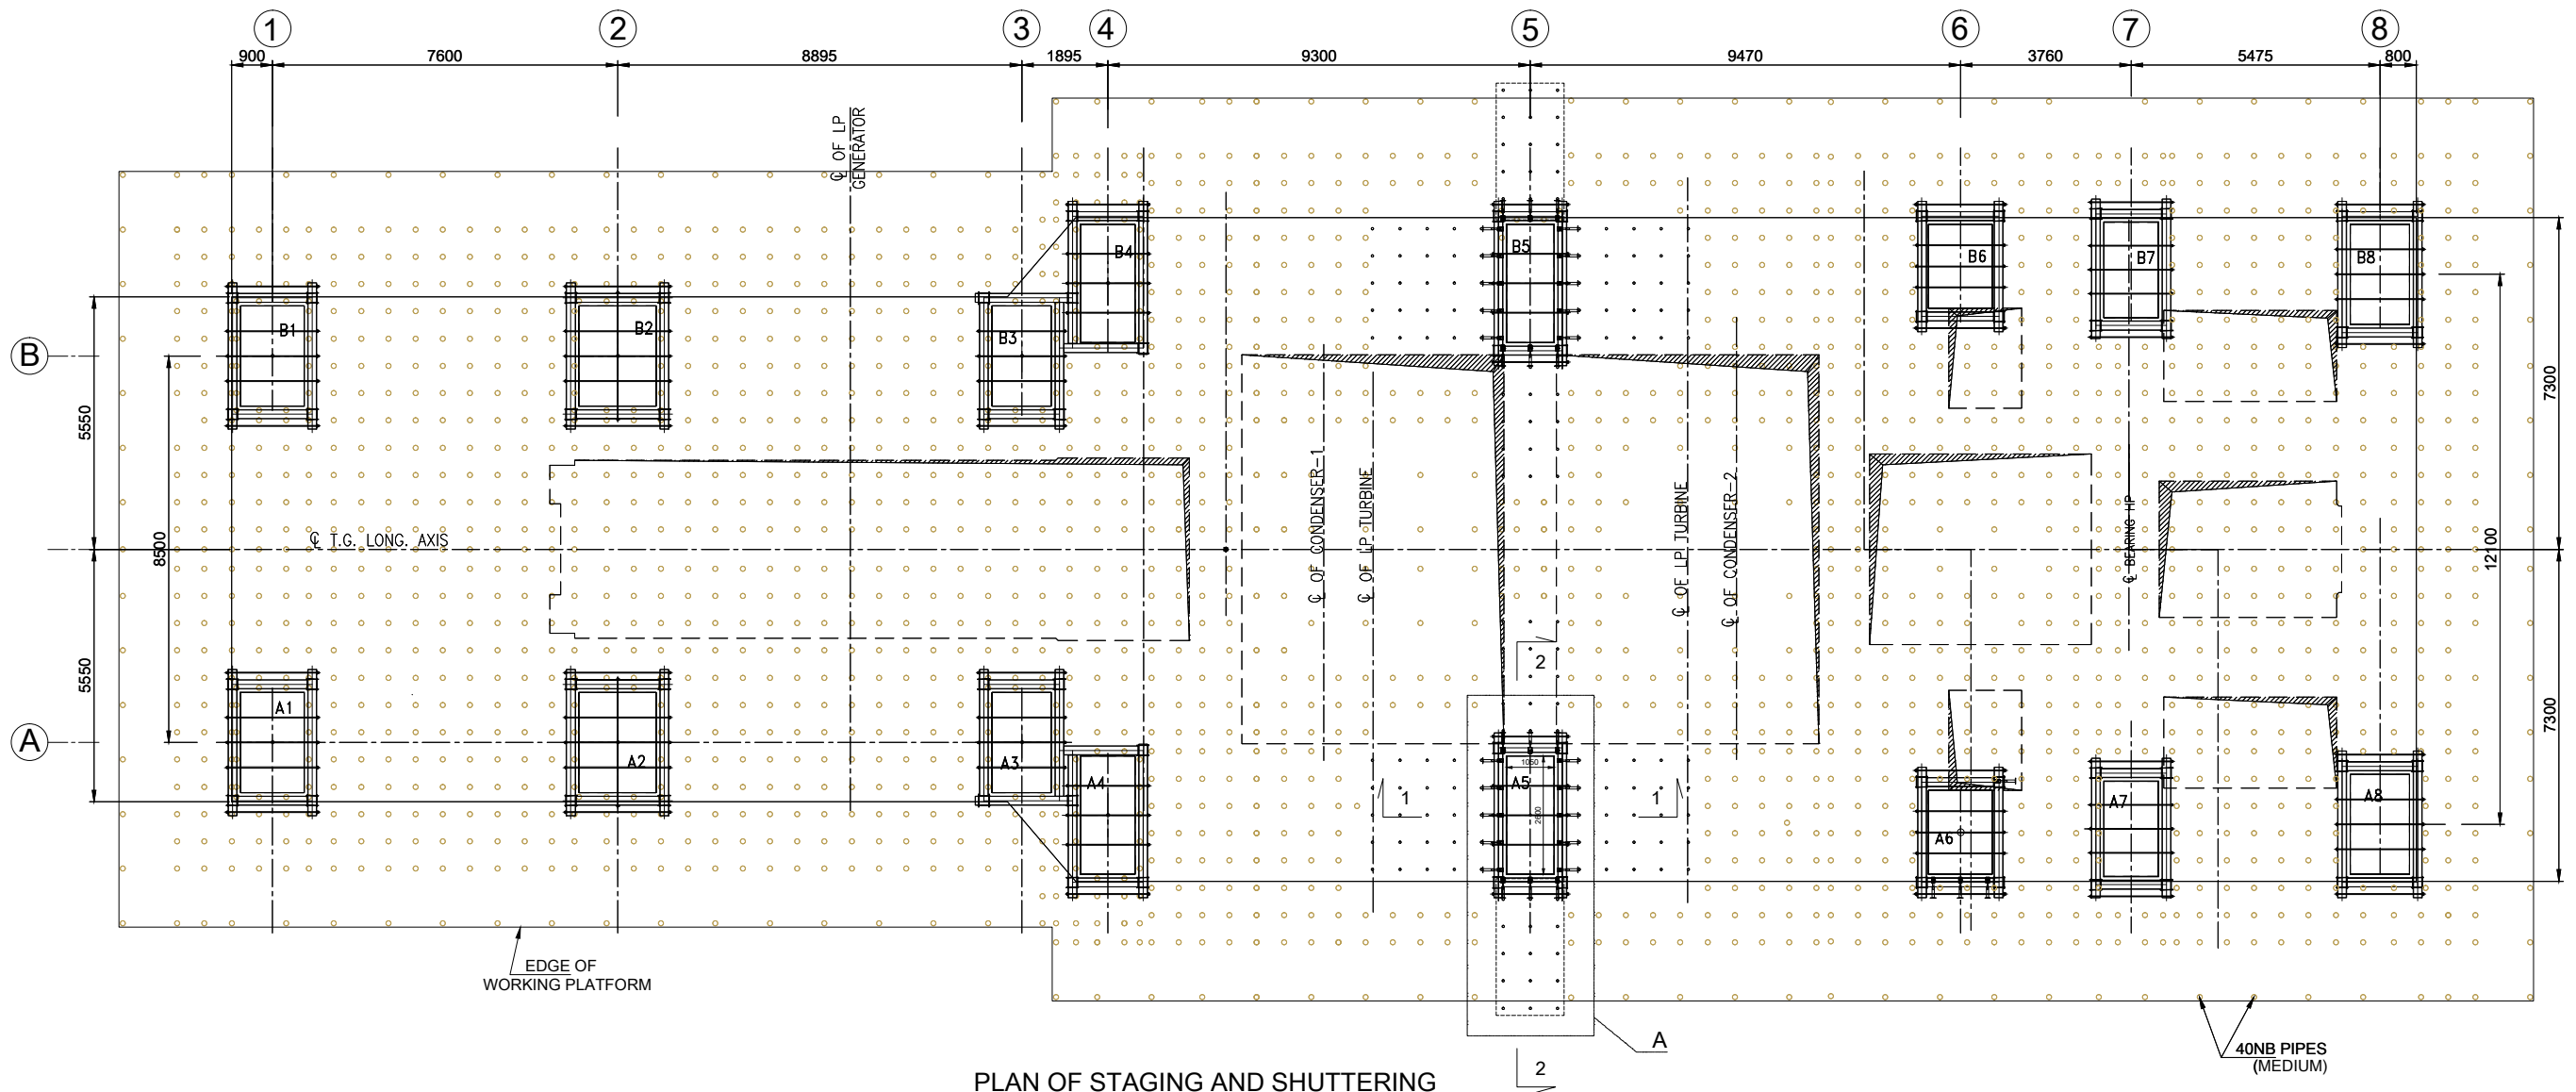 1 2 3 4 5 6 7 8
900 7600 8895 1895 9300 9470 3760 5475 800
℄ OF LP
GENERATOR
B1 B2 B3 B4 B5 B6 B7 B8
B
5550
8500
5550
7300
12100
7300
℄ T.G. LONG. AXIS
℄ OF CONDENSER-1
℄ OF LP TURBINE
℄ OF LP TURBINE
℄ OF CONDENSER-2
℄ BEARING HP
2
A
A1 A2 A3 A4 A5 A6 A7 A8
1050
1 1
EDGE OF
WORKING PLATFORM
A
2
40NB PIPES
(MEDIUM)
PLAN OF STAGING AND SHUTTERING